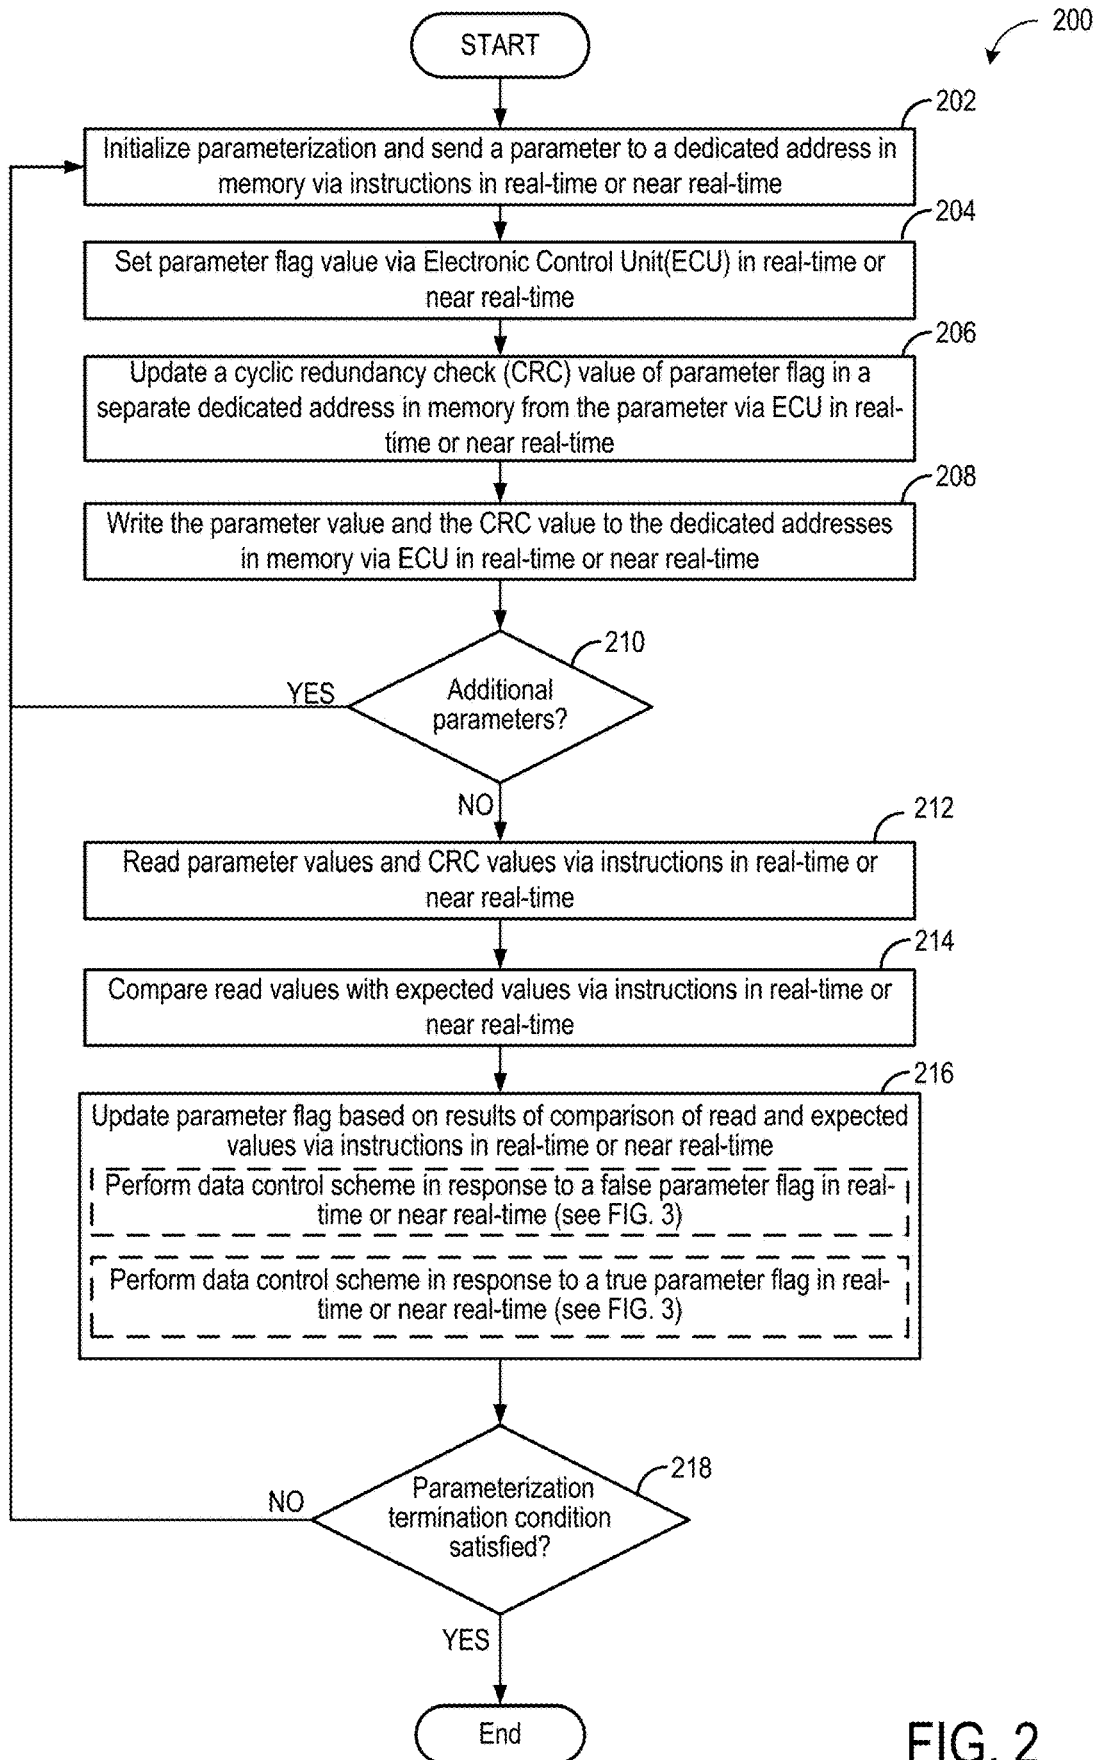 200
START
202
Initialize parameterization and send a parameter to a dedicated address in
memory via instructions in real-time or near real-time
204
Set parameter flag value via Electronic Control Unit(ECU) in real-time or
near real-time
206
Update a cyclic redundancy check (CRC) value of parameter flag in a
separate dedicated address in memory from the parameter via ECU in real-
time or near real-time
208
Write the parameter value and the CRC value to the dedicated addresses
in memory via ECU in real-time or near real-time
210
YES
Additional
parameters?
NO
212
Read parameter values and CRC values via instructions in real-time or
near real-time
214
Compare read values with expected values via instructions in real-time or
near real-time
216
Update parameter flag based on results of comparison of read and expected
values via instructions in real-time or near real-time
Perform data control scheme in response to a false parameter flag in real-
time or near real-time (see FIG. 3)
Perform data control scheme in response to a true parameter flag in real-
time or near real-time (see FIG. 3)
218
NO
Parameterization
termination condition
satisfied?
YES
End
FIG. 2